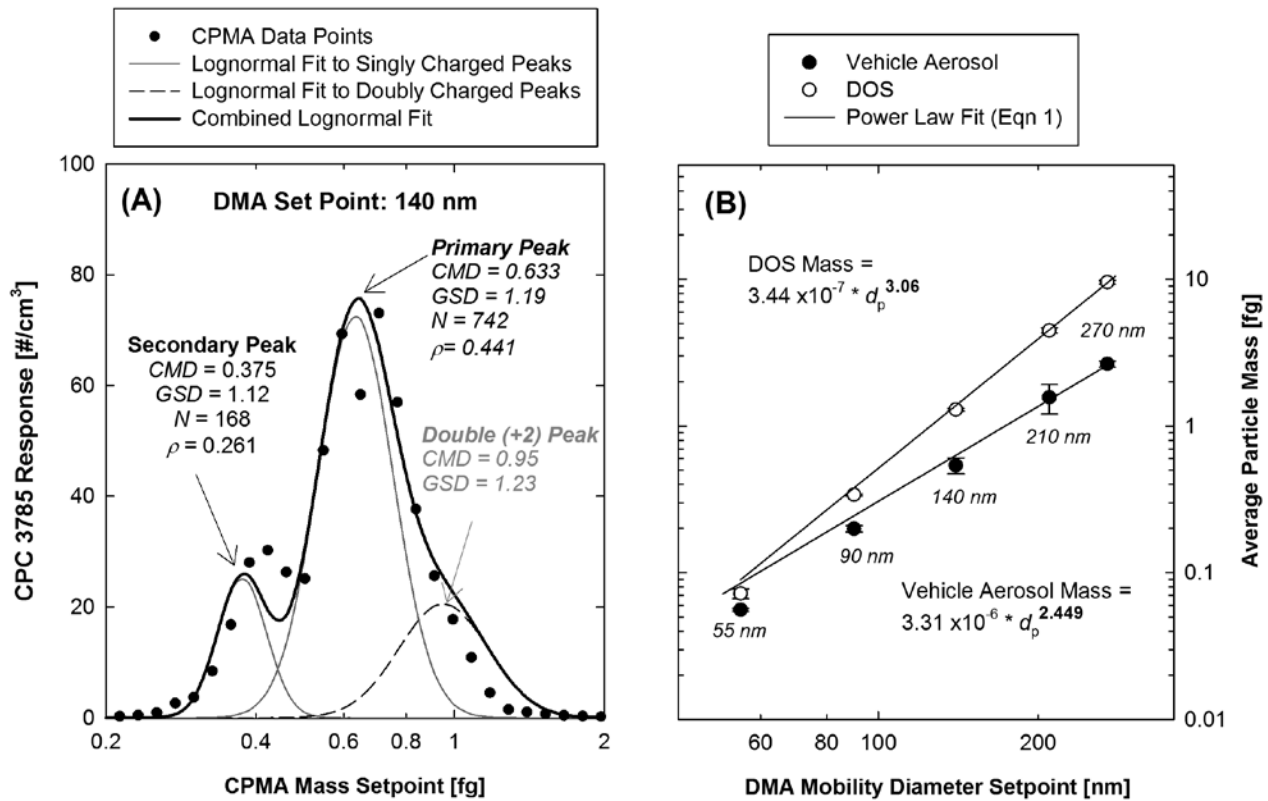 CPMA Data Points
Lognormal Fit to Singly Charged Peaks
Lognormal Fit to Doubly Charged Peaks
Combined Lognormal Fit
(A)
DMA Set Point: 140 nm
Primary Peak
CMD = 0.633
GSD = 1.19
N = 742
ρ= 0.441
Secondary Peak
CMD = 0.375
GSD = 1.12
N = 168
ρ = 0.261
Double (+2) Peak
CMD = 0.95
GSD = 1.23
CPC 3785 Response [#/cm³]
100
80
60
40
20
0
0.2
0.4
0.6
0.8
1
2
CPMA Mass Setpoint [fg]
Vehicle Aerosol
DOS
Power Law Fit (Eqn 1)
(B)
DOS Mass =
3.44 x10⁻⁷ * dₚ³·⁰⁶
270 nm
210 nm
140 nm
90 nm
55 nm
Vehicle Aerosol Mass =
3.31 x10⁻⁶ * dₚ²·⁴⁴⁹
10
1
0.1
0.01
Average Particle Mass [fg]
60
80
100
200
DMA Mobility Diameter Setpoint [nm]